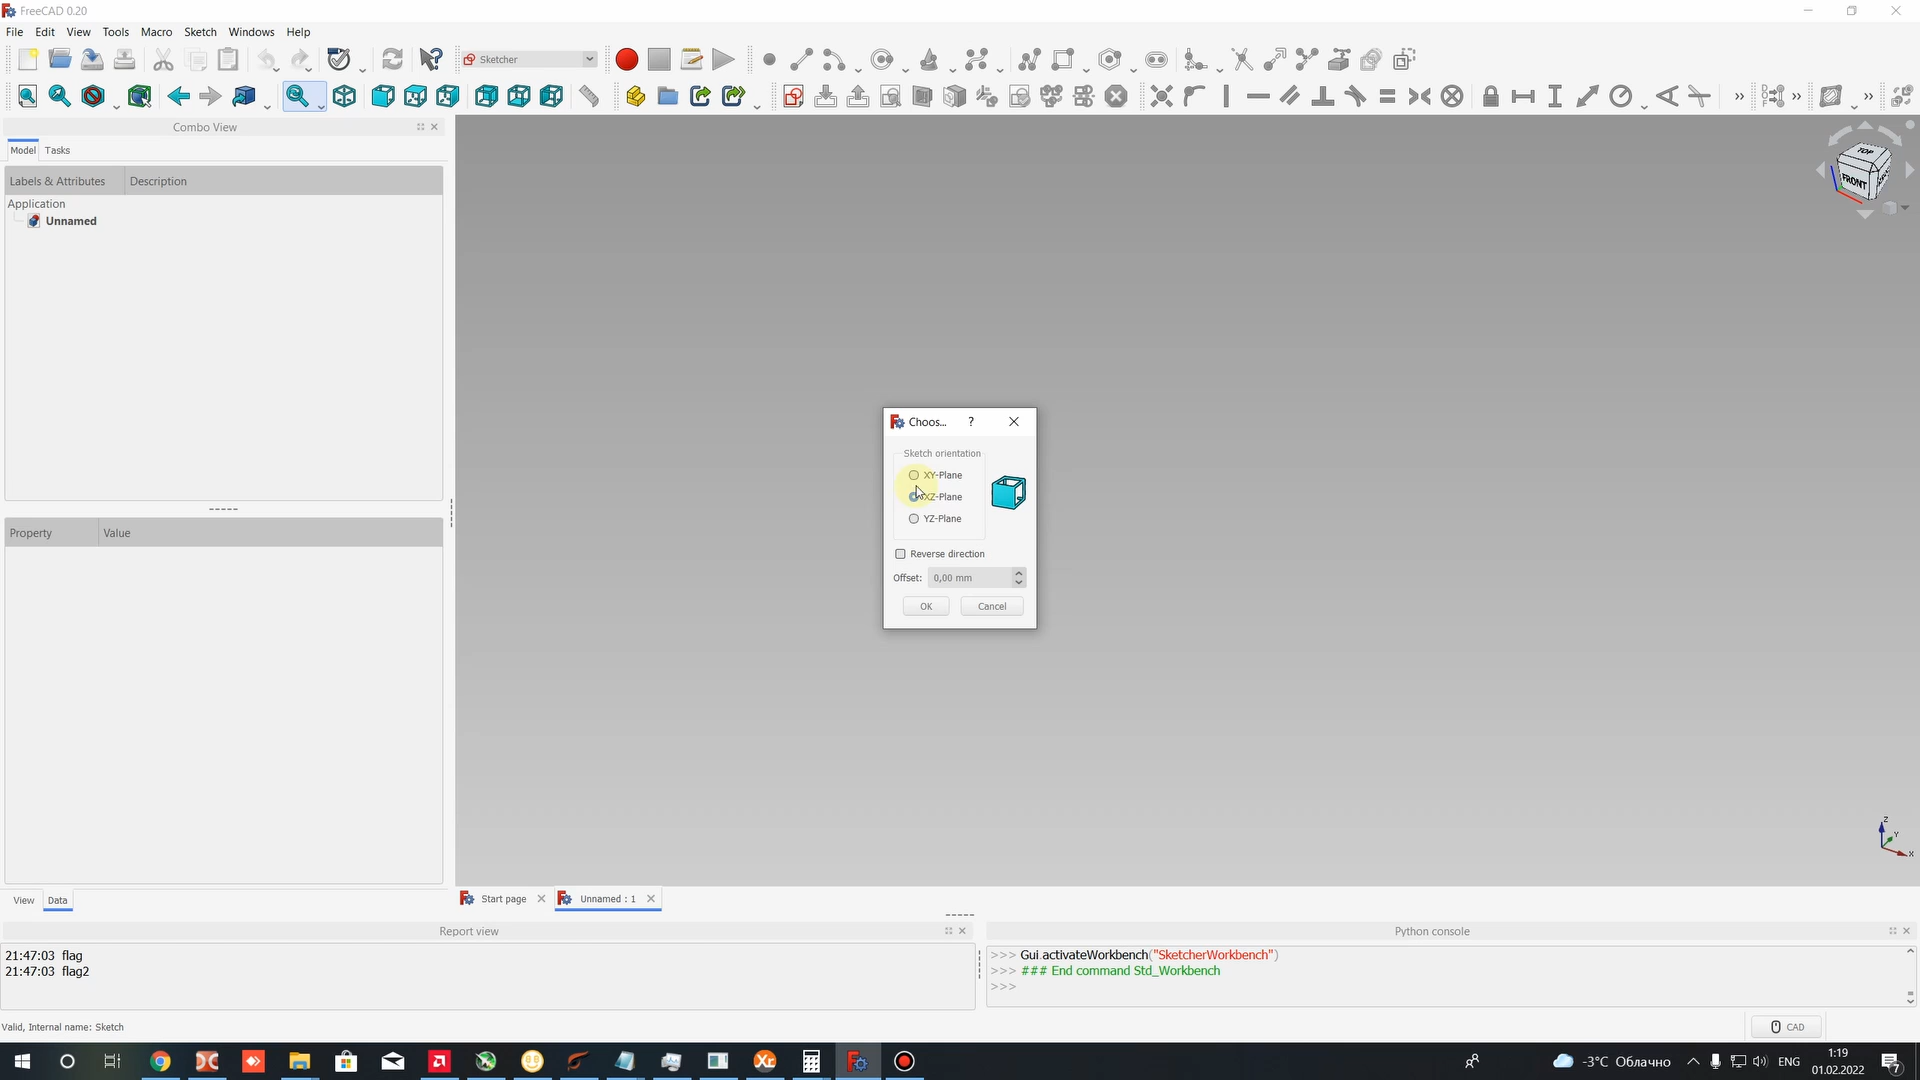 FreeCAD 0.20
File Edit View Tools Macro Sketch Windows Help
Sketcher
Combo View
Model Tasks
Labels & Attributes Description
Application
Unnamed
TOP
FRONT
Choos... ?
Sketch orientation
XY-Plane
XZ-Plane
YZ-Plane
Reverse direction
Offset: 0,00 mm
OK Cancel
Property Value
Z
Y
X
View Data
Start page Unnamed : 1
Report view
21:47:03 flag
21:47:03 flag2
Python console
>>> Gui.activateWorkbench("SketcherWorkbench")
>>> ### End command Std_Workbench
>>>
Valid, Internal name: Sketch
CAD
Xr
-3°C Облачно ENG 1:19
01.02.2022
7